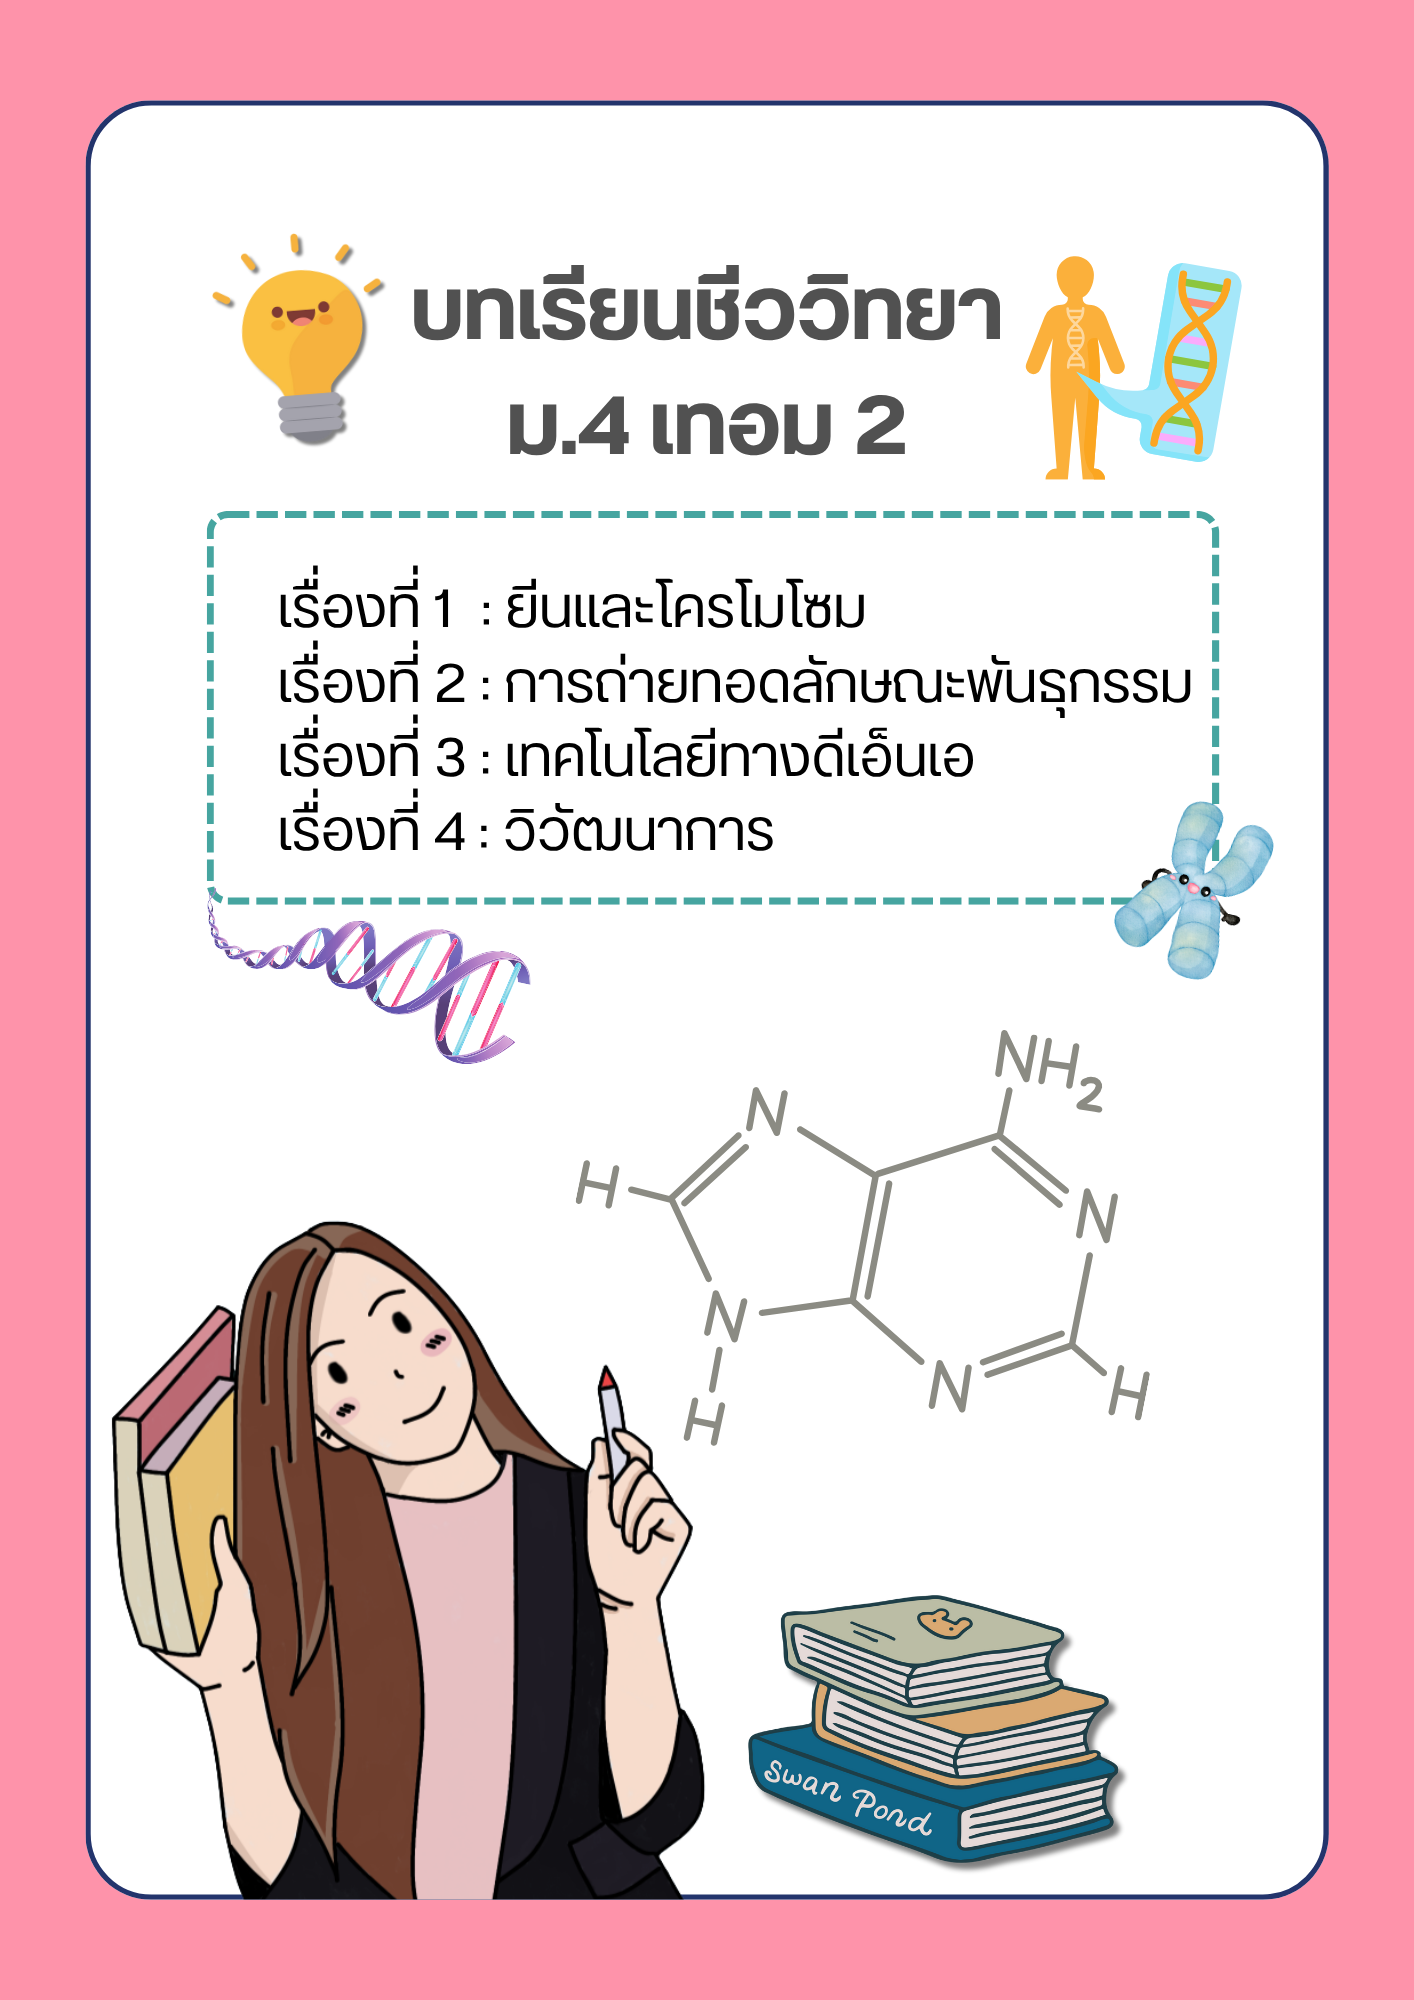 บทเรียนชีววิทยา
ม.4 เทอม 2
เรื่องที่ 1 : ยีนและโครโมโซม
เรื่องที่ 2 : การถ่ายทอดลักษณะพันธุกรรม
เรื่องที่ 3 : เทคโนโลยีทางดีเอ็นเอ
เรื่องที่ 4 : วิวัฒนาการ
NH2
N
H
N
N
N
H
H
Swan Pond